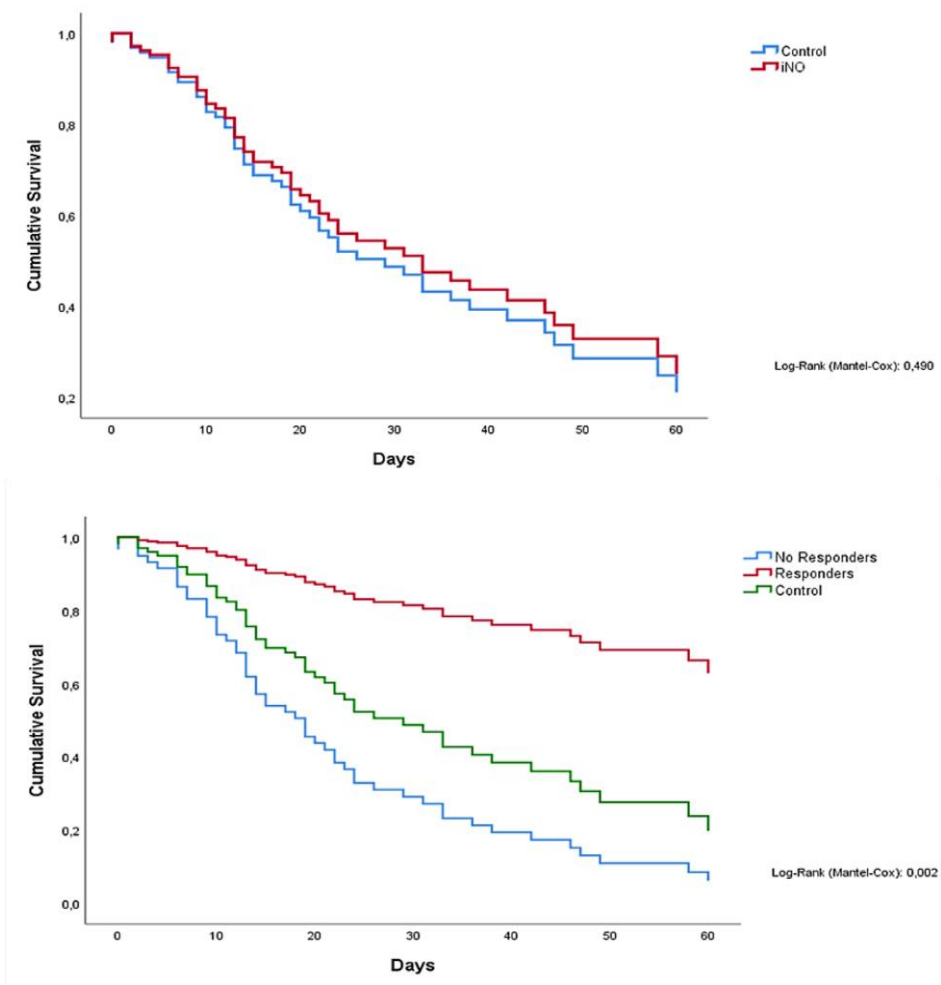 1,0
0,8
0,6
0,4
0,2
Cumulative Survival
0 10 20 30 40 50 60
Days
Control
iNO
Log-Rank (Mantel-Cox): 0,490
1,0
0,8
0,6
0,4
0,2
0,0
Cumulative Survival
0 10 20 30 40 50 60
Days
No Responders
Responders
Control
Log-Rank (Mantel-Cox): 0,002